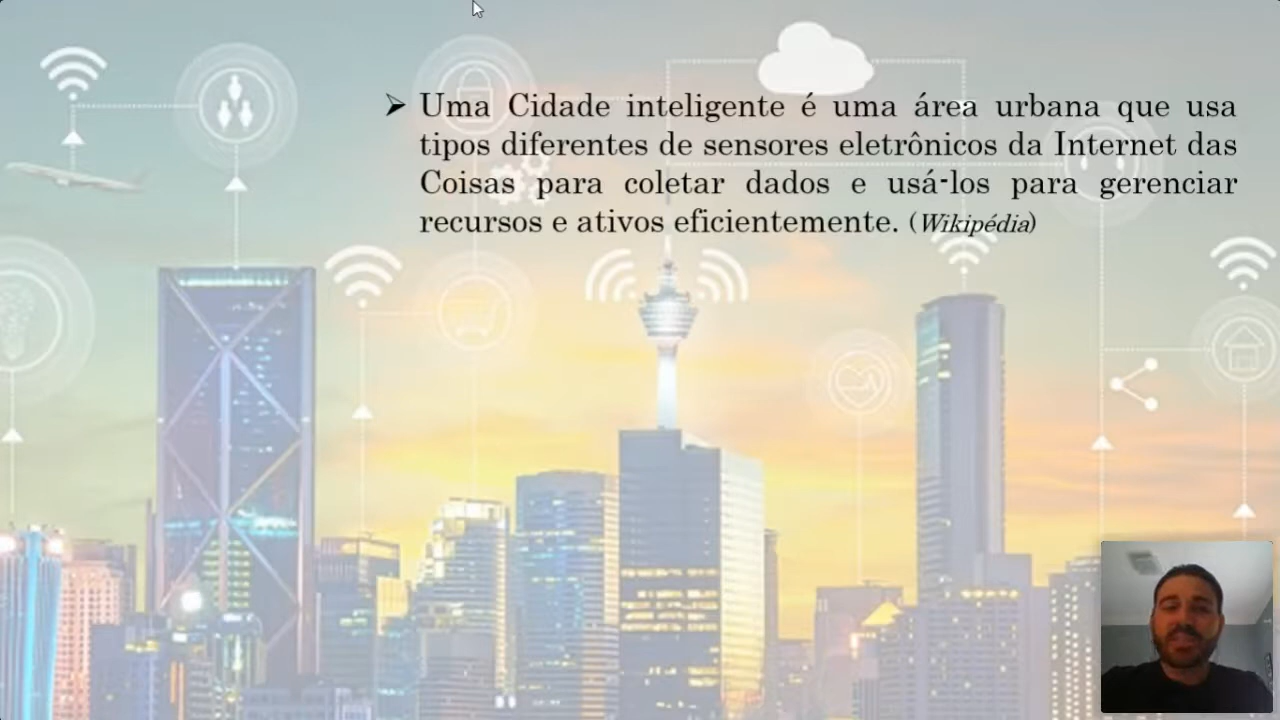 Uma Cidade inteligente é uma área urbana que usa
tipos diferentes de sensores eletrônicos da Internet das
Coisas para coletar dados e usá-los para gerenciar
recursos e ativos eficientemente. (Wikipédia)